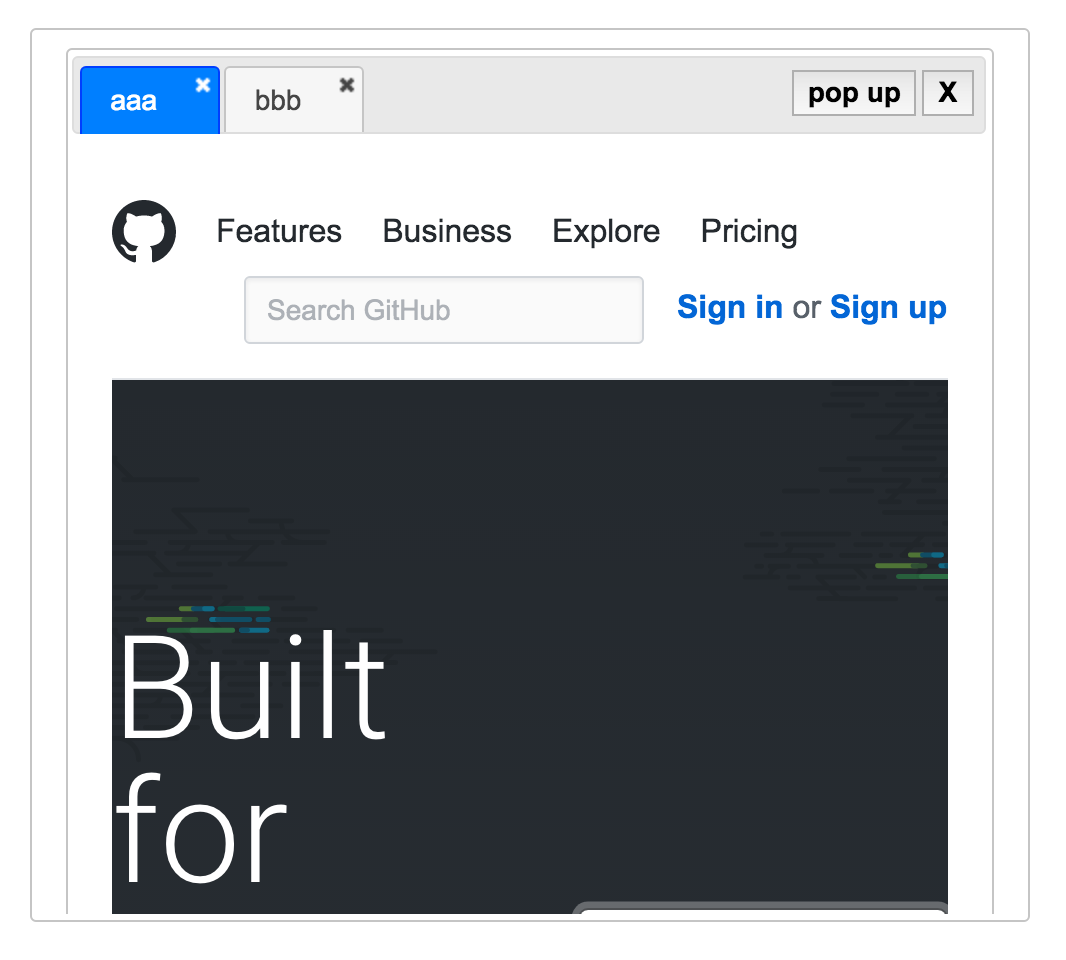 aaa bbb pop up X
Features Business Explore Pricing
Search GitHub Sign in or Sign up
Built
for